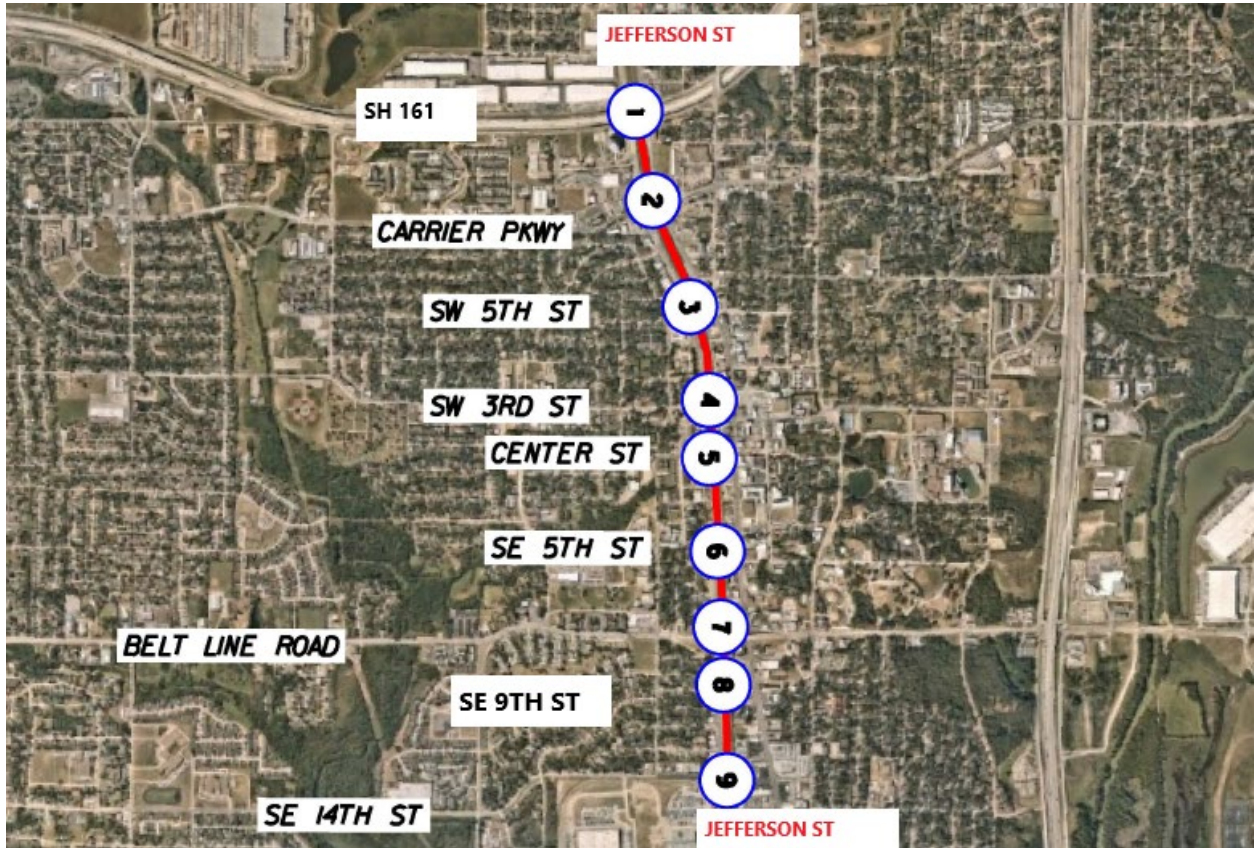 JEFFERSON ST
SH 161
1
2
CARRIER PKWY
SW 5TH ST
3
SW 3RD ST
4
CENTER ST
5
SE 5TH ST
6
BELT LINE ROAD
7
SE 9TH ST
8
9
SE 14TH ST
JEFFERSON ST